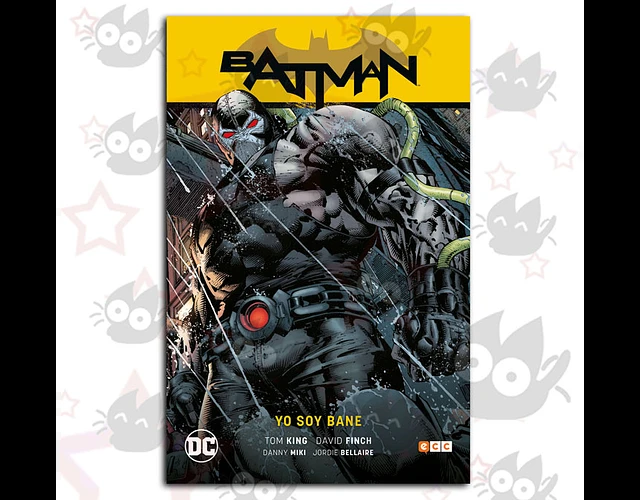 BATMAN
YO SOY BANE
TOM KING DAVID FINCH
DANNY MIKI JORDIE BELLAIRE
DC
ecc